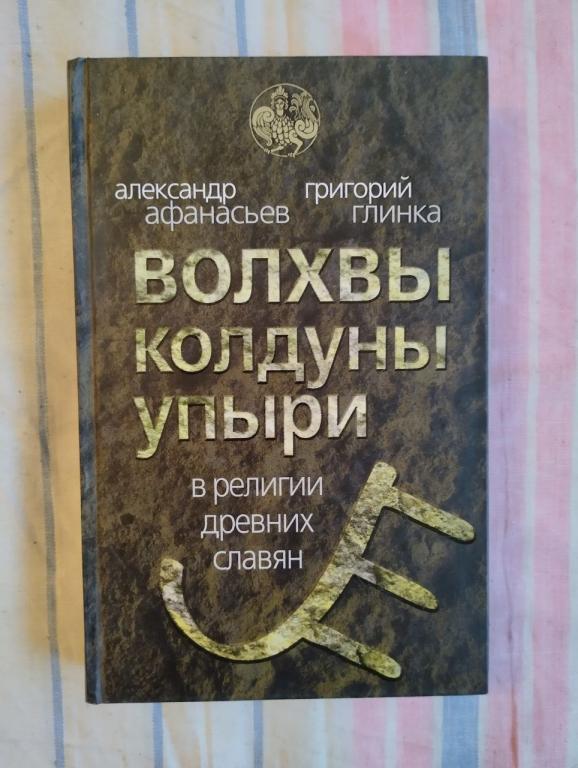 александр григорий
афанасьев глинка
волхвы
колдуны
упыри
в религии
древних
славян